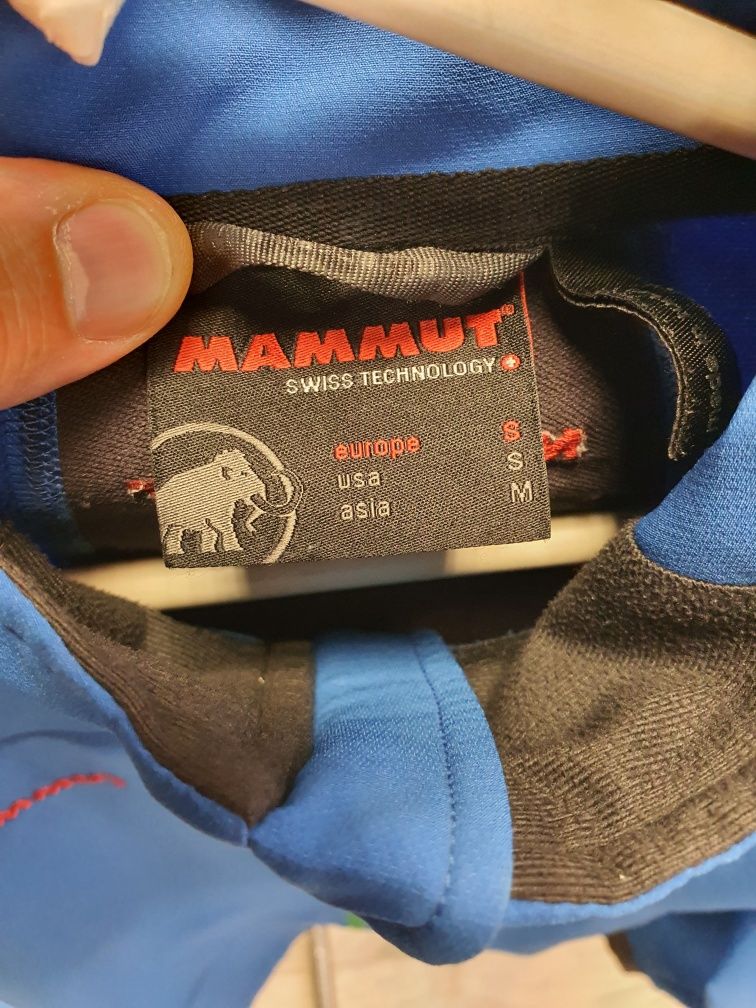 MAMMUT®
SWISS TECHNOLOGY
europe S
usa S
asia M